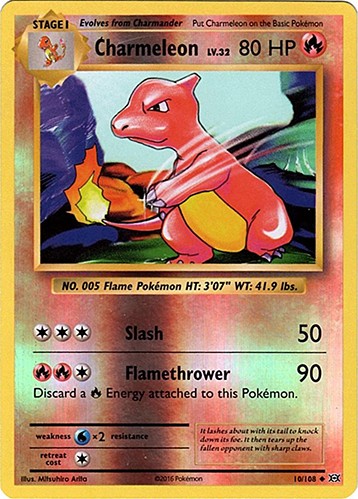 STAGE 1 Evolves from Charmander Put Charmeleon on the Basic Pokémon
Charmeleon LV.32 80 HP
NO. 005 Flame Pokémon HT: 3'07" WT: 41.9 lbs.
Slash 50
Flamethrower 90
Discard a Energy attached to this Pokémon.
weakness ×2 resistance
retreat cost
It lashes about with its tail to knock
down its foe. It then tears up the
fallen opponent with sharp claws.
Illus. Mitsuhiro Arita ©2016 Pokémon 10/108